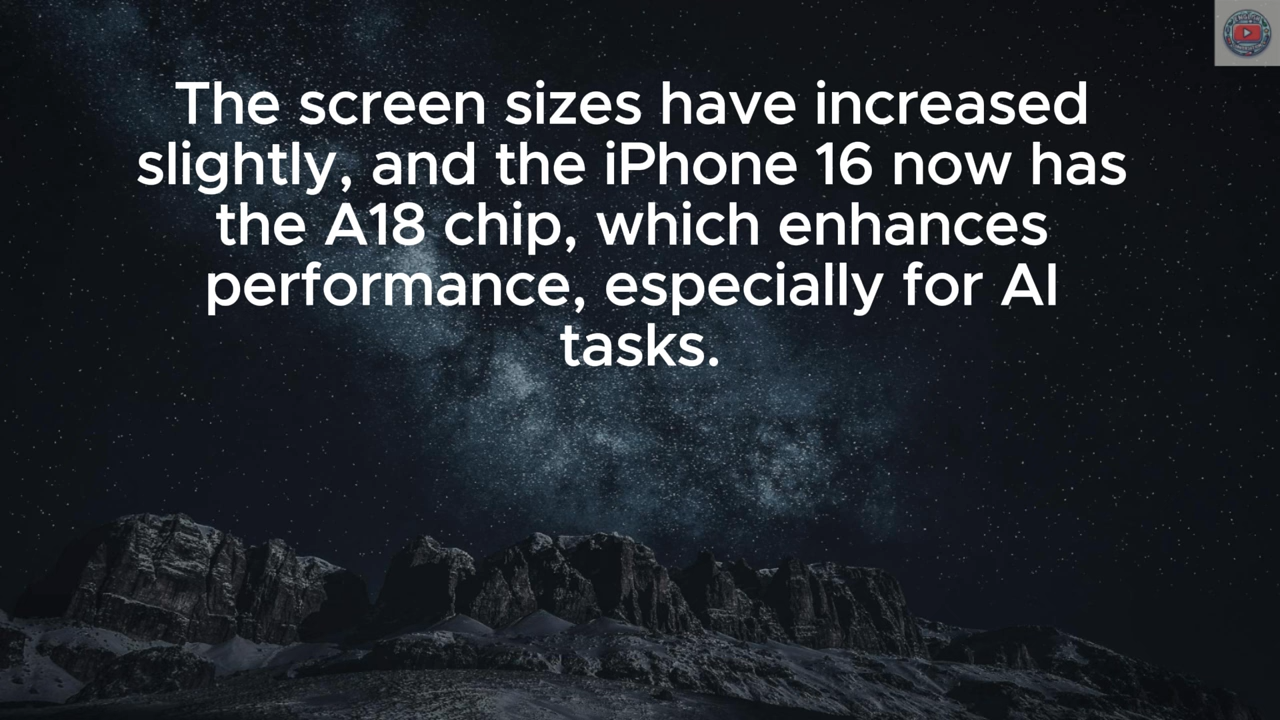 The screen sizes have increased
slightly, and the iPhone 16 now has
the A18 chip, which enhances
performance, especially for AI
tasks.